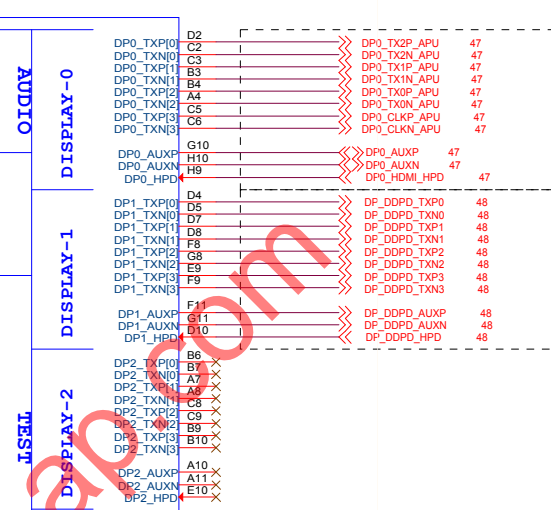 AUDIO
TEST
DISPLAY-0
DP0_TXP[0] D2 DP0_TX2P_APU 47
DP0_TXN[0] C2 DP0_TX2N_APU 47
DP0_TXP[1] C3 DP0_TX1P_APU 47
DP0_TXN[1] B3 DP0_TX1N_APU 47
DP0_TXP[2] B4 DP0_TX0P_APU 47
DP0_TXN[2] A4 DP0_TX0N_APU 47
DP0_TXP[3] C5 DP0_CLKP_APU 47
DP0_TXN[3] C6 DP0_CLKN_APU 47
DP0_AUXP G10 DP0_AUXP 47
DP0_AUXN H10 DP0_AUXN 47
DP0_HPD H9 DP0_HDMI_HPD 47
DISPLAY-1
DP1_TXP[0] D4 DP_DDPD_TXP0 48
DP1_TXN[0] D5 DP_DDPD_TXN0 48
DP1_TXP[1] D7 DP_DDPD_TXP1 48
DP1_TXN[1] D8 DP_DDPD_TXN1 48
DP1_TXP[2] F8 DP_DDPD_TXP2 48
DP1_TXN[2] G8 DP_DDPD_TXN2 48
DP1_TXP[3] E9 DP_DDPD_TXP3 48
DP1_TXN[3] F9 DP_DDPD_TXN3 48
DP1_AUXP F11 DP_DDPD_AUXP 48
DP1_AUXN G11 DP_DDPD_AUXN 48
DP1_HPD D10 DP_DDPD_HPD 48
DISPLAY-2
DP2_TXP[0] B6
DP2_TXN[0] B7
DP2_TXP[1] A7
DP2_TXN[1] A8
DP2_TXP[2] C8
DP2_TXN[2] C9
DP2_TXP[3] B9
DP2_TXN[3] B10
DP2_AUXP A10
DP2_AUXN A11
DP2_HPD E10
ap.com